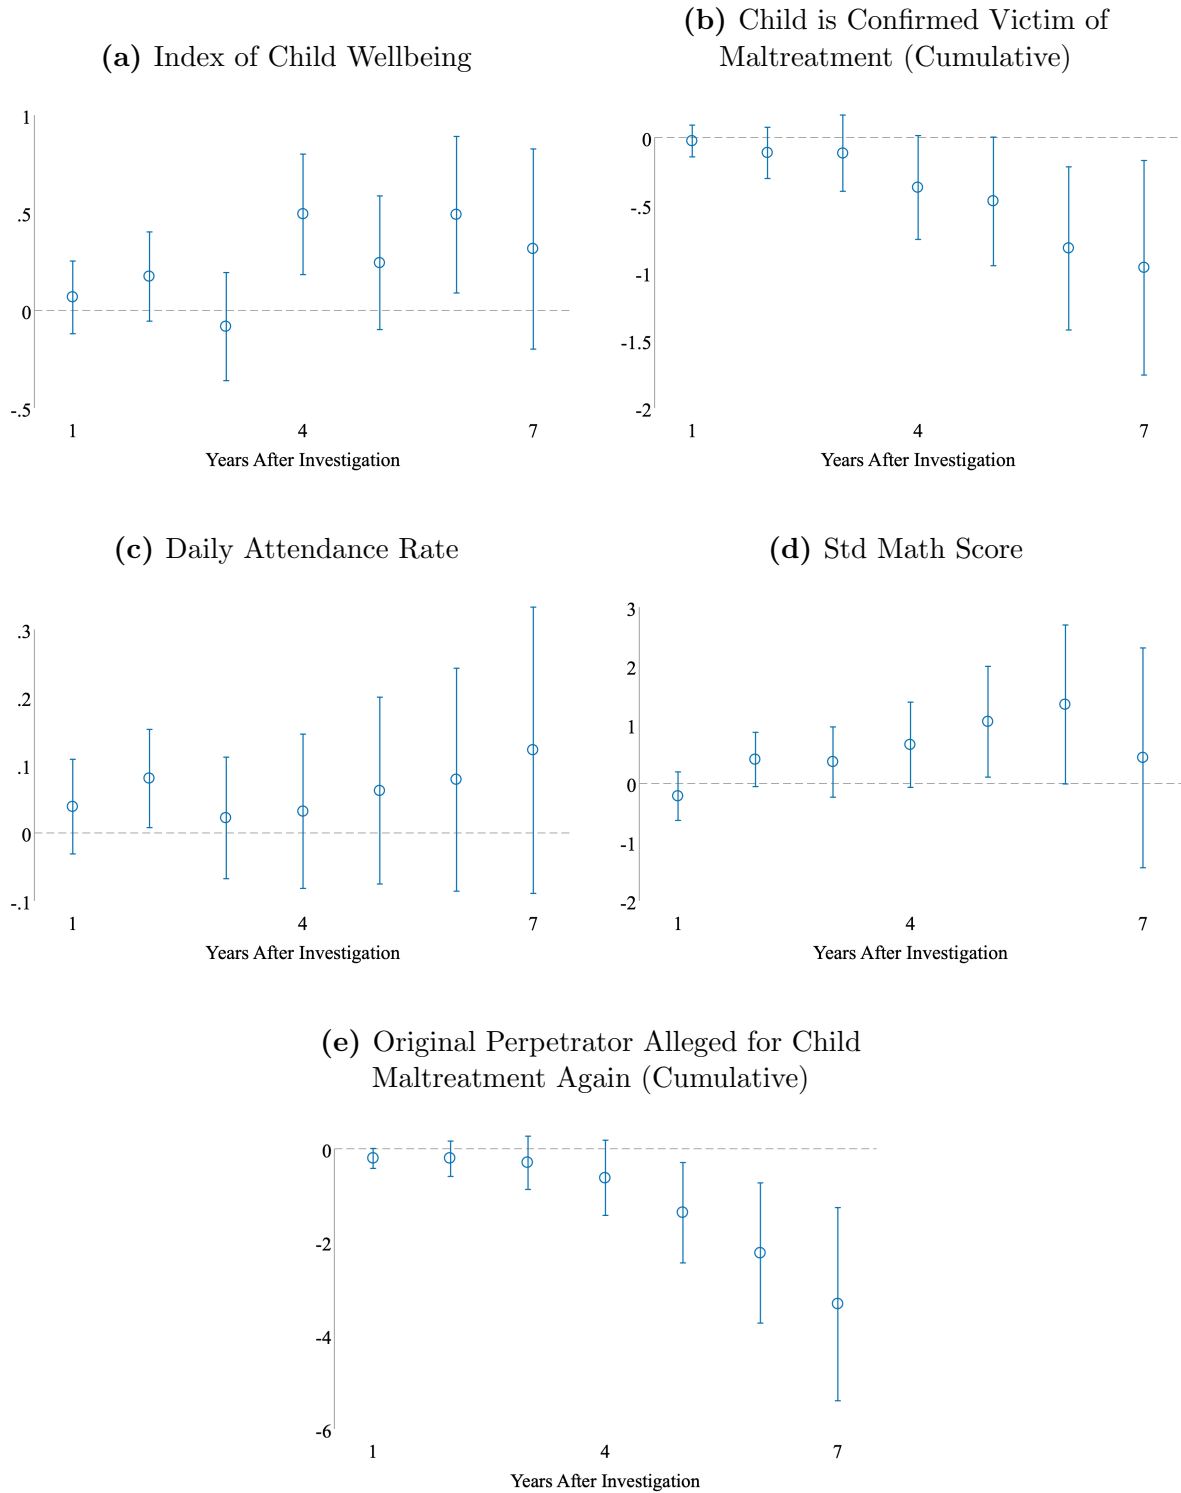 (a) Index of Child Wellbeing
1
.5
0
-.5
1 4 7
Years After Investigation
(b) Child is Confirmed Victim of
Maltreatment (Cumulative)
0
-.5
-1
-1.5
-2
1 4 7
Years After Investigation
(c) Daily Attendance Rate
.3
.2
.1
0
-.1
1 4 7
Years After Investigation
(d) Std Math Score
3
2
1
0
-1
-2
1 4 7
Years After Investigation
(e) Original Perpetrator Alleged for Child
Maltreatment Again (Cumulative)
0
-2
-4
-6
1 4 7
Years After Investigation